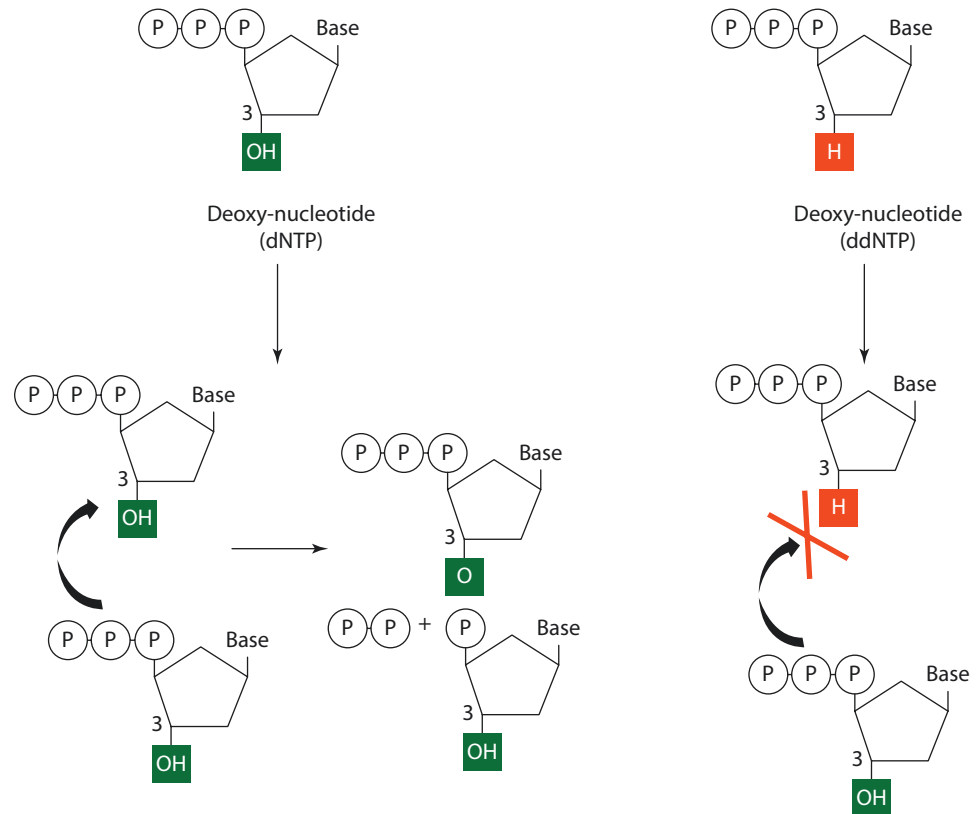 P P P Base
3
OH
Deoxy-nucleotide
(dNTP)
P P P Base
3
H
Deoxy-nucleotide
(ddNTP)
P P P Base
3
OH
P P P Base
3
OH
P P P Base
3
O
P P + P Base
3
OH
P P P Base
3
H
P P P Base
3
OH